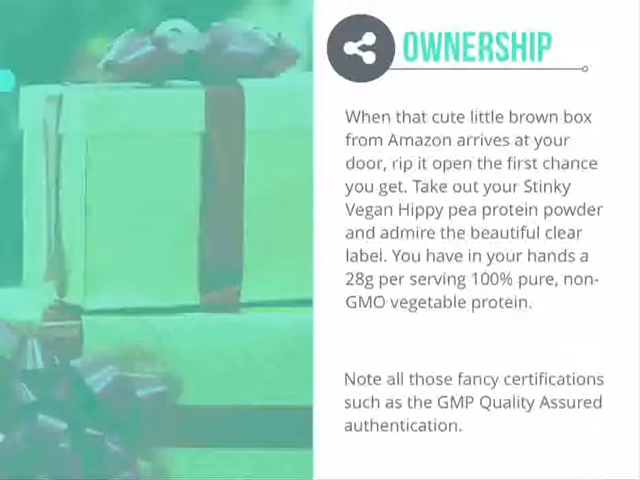 OWNERSHIP
When that cute little brown box
from Amazon arrives at your
door, rip it open the first chance
you get. Take out your Stinky
Vegan Hippy pea protein powder
and admire the beautiful clear
label. You have in your hands a
28g per serving 100% pure, non-
GMO vegetable protein.
Note all those fancy certifications
such as the GMP Quality Assured
authentication.